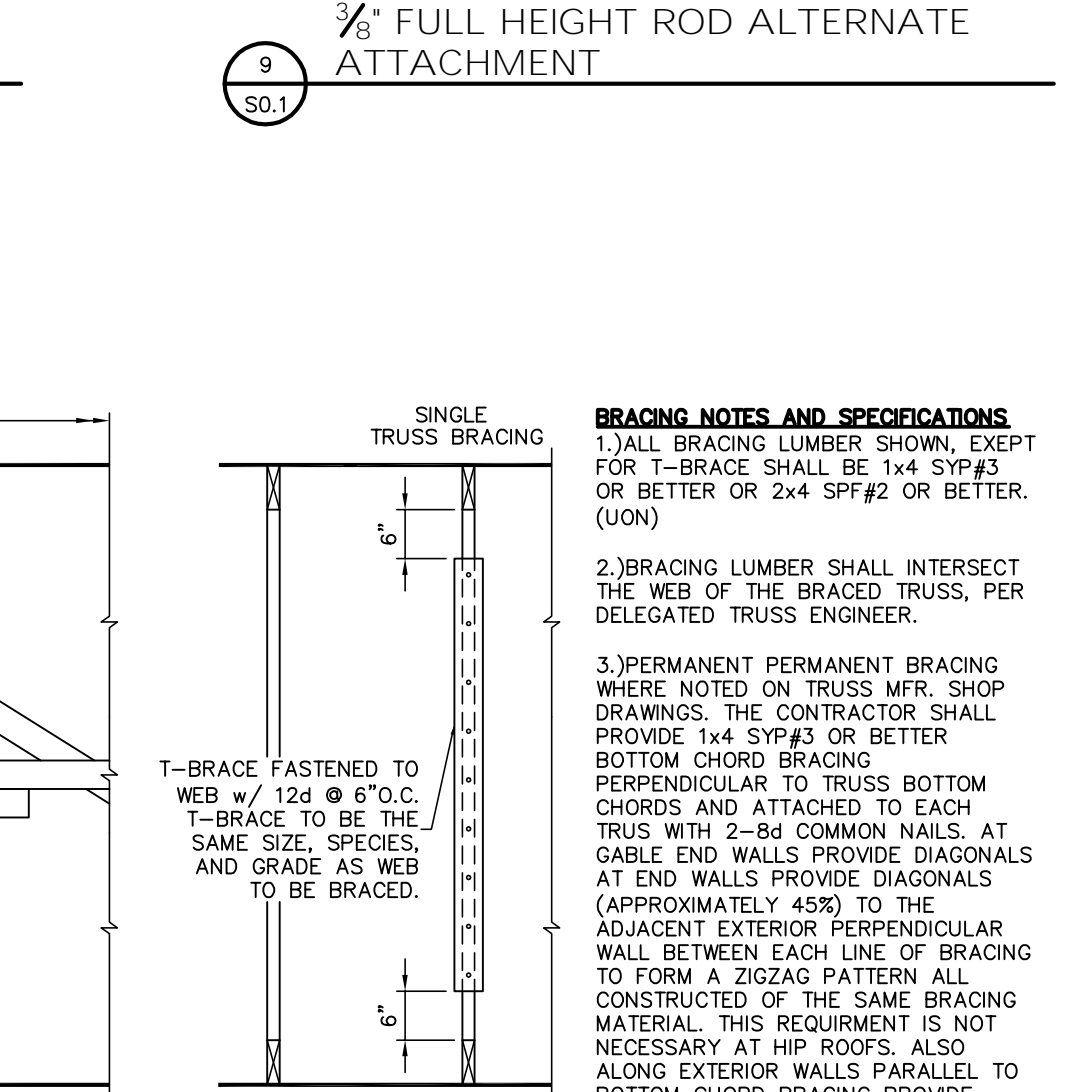 3/8" FULL HEIGHT ROD ALTERNATE
ATTACHMENT
9
S0.1
SINGLE
TRUSS BRACING
6"
T-BRACE FASTENED TO
WEB w/ 12d @ 6"O.C.
T-BRACE TO BE THE
SAME SIZE, SPECIES,
AND GRADE AS WEB
TO BE BRACED.
6"
BRACING NOTES AND SPECIFICATIONS
1.)ALL BRACING LUMBER SHOWN, EXEPT
FOR T-BRACE SHALL BE 1x4 SYP#3
OR BETTER OR 2x4 SPF#2 OR BETTER.
(UON)
2.)BRACING LUMBER SHALL INTERSECT
THE WEB OF THE BRACED TRUSS, PER
DELEGATED TRUSS ENGINEER.
3.)PERMANENT PERMANENT BRACING
WHERE NOTED ON TRUSS MFR. SHOP
DRAWINGS. THE CONTRACTOR SHALL
PROVIDE 1x4 SYP#3 OR BETTER
BOTTOM CHORD BRACING
PERPENDICULAR TO TRUSS BOTTOM
CHORDS AND ATTACHED TO EACH
TRUS WITH 2-8d COMMON NAILS. AT
GABLE END WALLS PROVIDE DIAGONALS
AT END WALLS PROVIDE DIAGONALS
(APPROXIMATELY 45%) TO THE
ADJACENT EXTERIOR PERPENDICULAR
WALL BETWEEN EACH LINE OF BRACING
TO FORM A ZIGZAG PATTERN ALL
CONSTRUCTED OF THE SAME BRACING
MATERIAL. THIS REQUIRMENT IS NOT
NECESSARY AT HIP ROOFS. ALSO
ALONG EXTERIOR WALLS PARALLEL TO
BOTTOM CHORD BRACING PROVIDE